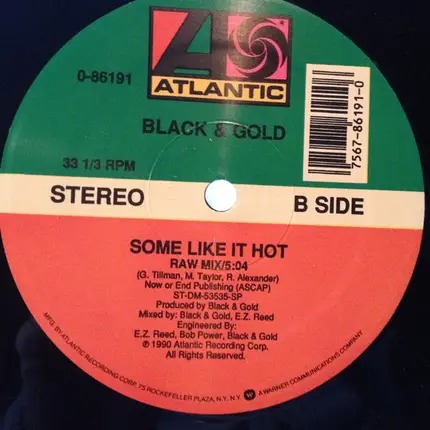 0-86191
ATLANTIC
7567-86191-0
BLACK & GOLD
33 1/3 RPM
STEREO
B SIDE
SOME LIKE IT HOT
RAW MIX/5:04
(G. Tillman, M. Taylor, R. Alexander)
Now or End Publishing (ASCAP)
ST-DM-53535-SP
Produced by Black & Gold
Mixed by: Black & Gold, E.Z. Reed
Engineered By:
E.Z. Reed, Bob Power, Black & Gold
℗ 1990 Atlantic Recording Corp.
All Rights Reserved.
MFG. BY ATLANTIC RECORDING CORP., 75 ROCKEFELLER PLAZA, N.Y., N.Y. A WARNER COMMUNICATIONS COMPANY